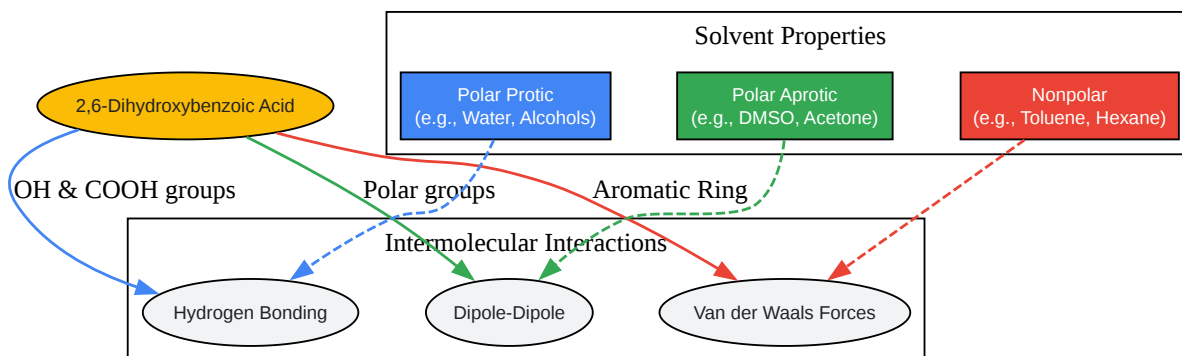 Solvent Properties
2,6-Dihydroxybenzoic Acid
Polar Protic
(e.g., Water, Alcohols)
Polar Aprotic
(e.g., DMSO, Acetone)
Nonpolar
(e.g., Toluene, Hexane)
OH & COOH groups
Polar groups
Aromatic Ring
Intermolecular Interactions
Hydrogen Bonding
Dipole-Dipole
Van der Waals Forces